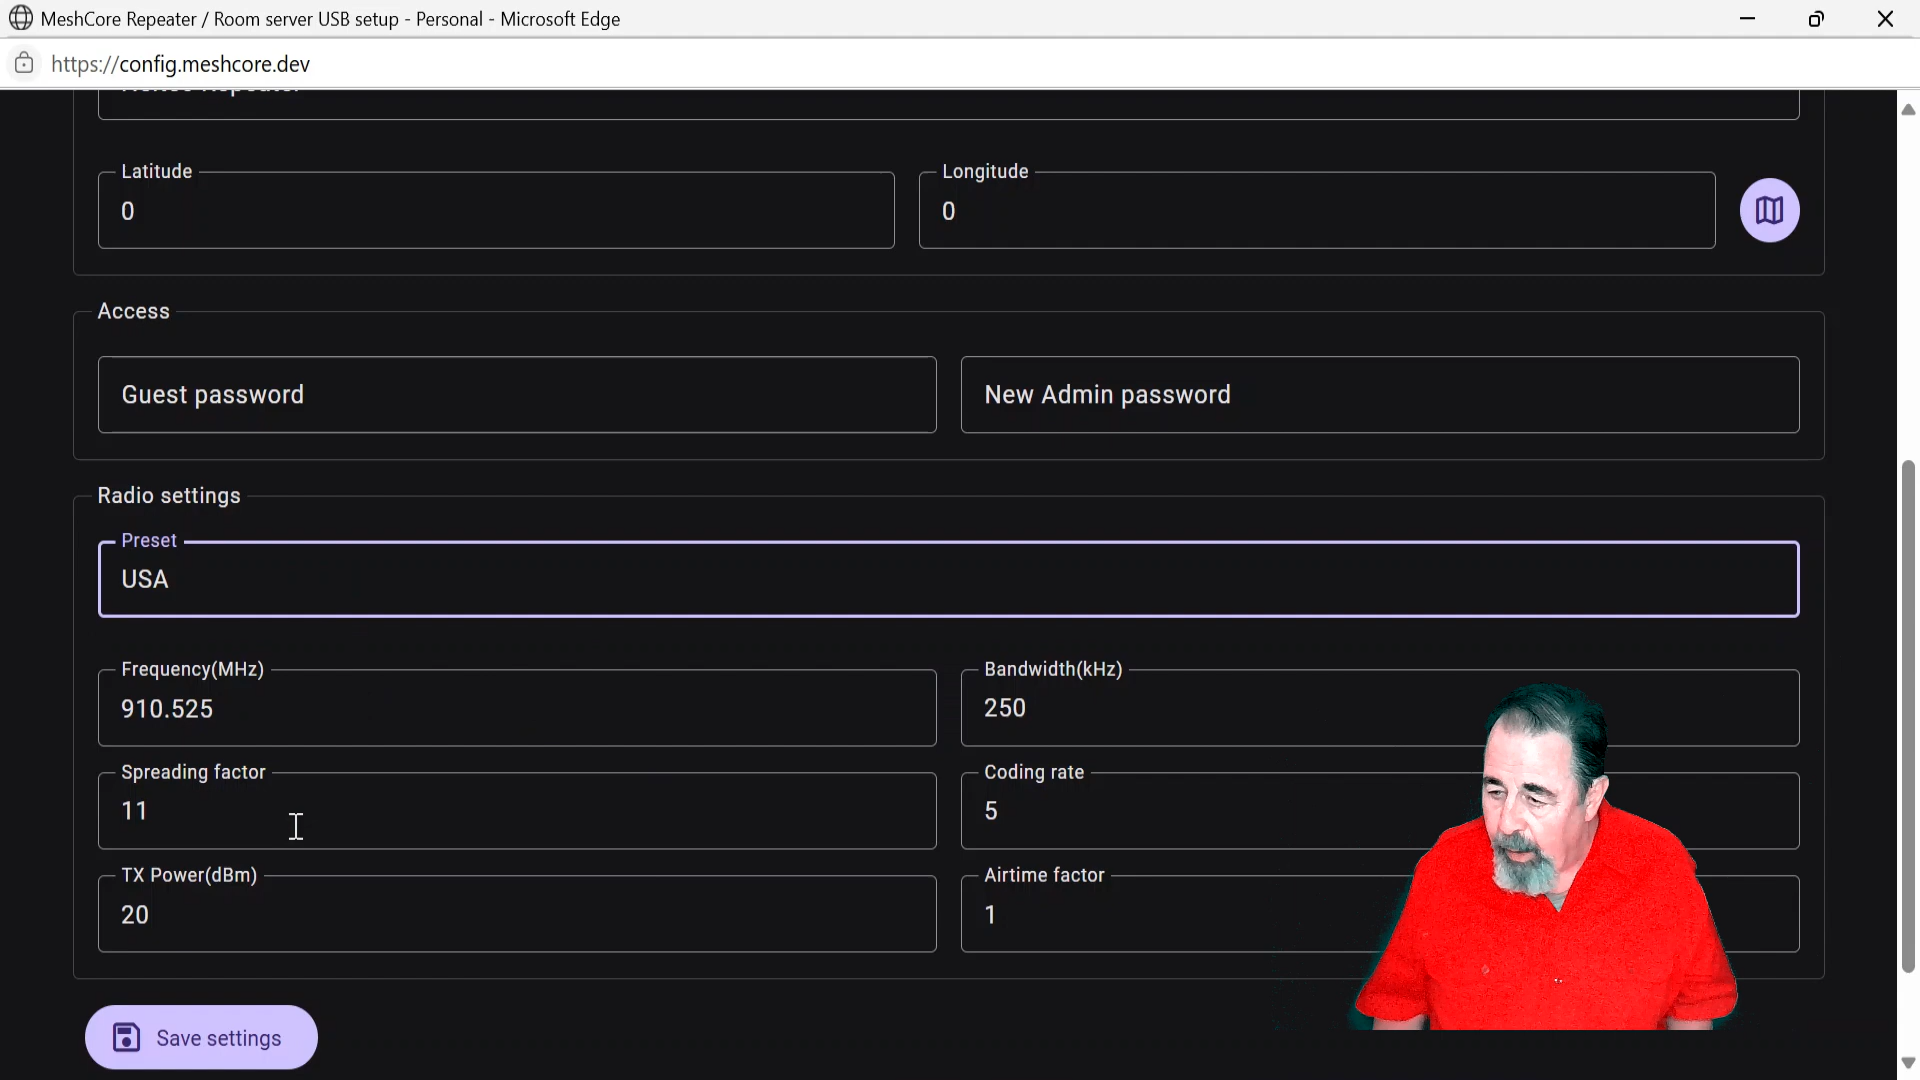 MeshCore Repeater / Room server USB setup - Personal - Microsoft Edge
https://config.meshcore.dev
Latitude
0
Longitude
0
Access
Guest password
New Admin password
Radio settings
Preset
USA
Frequency(MHz)
910.525
Bandwidth(kHz)
250
Spreading factor
11
Coding rate
5
TX Power(dBm)
20
Airtime factor
1
Save settings